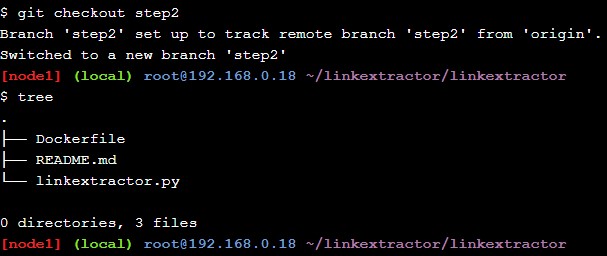 $ git checkout step2
Branch 'step2' set up to track remote branch 'step2' from 'origin'.
Switched to a new branch 'step2'
[node1] (local) root@192.168.0.18 ~/linkextractor/linkextractor
$ tree
.
├── Dockerfile
├── README.md
└── linkextractor.py
0 directories, 3 files
[node1] (local) root@192.168.0.18 ~/linkextractor/linkextractor